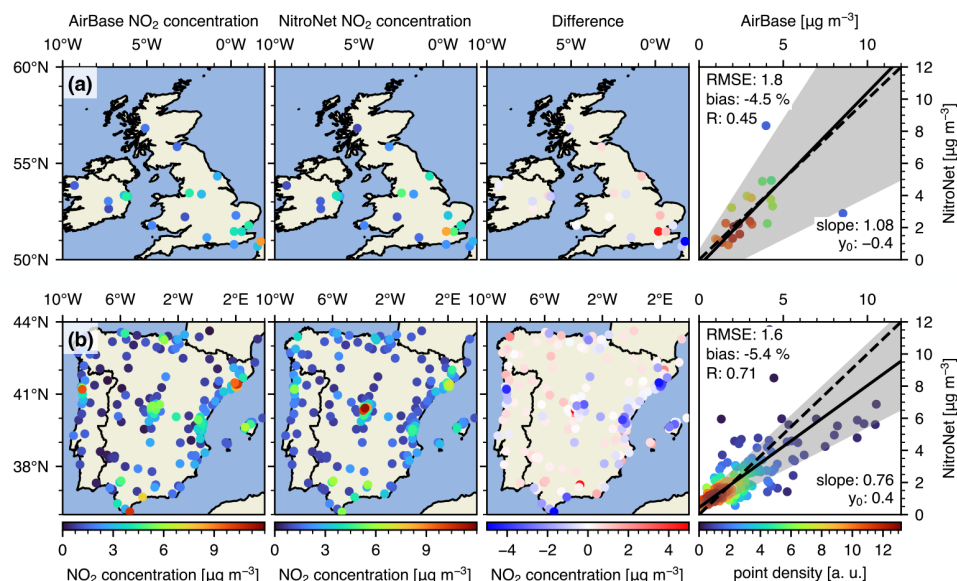 AirBase NO₂ concentration NitroNet NO₂ concentration Difference AirBase [µg m⁻³]
10°W 5°W 0°W 10°W 5°W 0°W 10°W 5°W 0°W 0 5 10
60°N (a) RMSE: 1.8 12
bias: -4.5 % 10
R: 0.45
55°N 8
6
4
slope: 1.08 2
50°N y₀: −0.4 0
NitroNet [µg m⁻³]
10°W 6°W 2°W 2°E 10°W 6°W 2°W 2°E 10°W 6°W 2°W 2°E 0 5 10
44°N (b) RMSE: 1.6 12
bias: -5.4 % 10
R: 0.71
41°N 8
6
4
38°N slope: 0.76 2
y₀: 0.4 0
NitroNet [µg m⁻³]
0 3 6 9 0 3 6 9 −4 −2 0 2 4 0 2 4 6 8 10 12
NO₂ concentration [µg m⁻³] NO₂ concentration [µg m⁻³] NO₂ concentration [µg m⁻³] point density [a. u.]